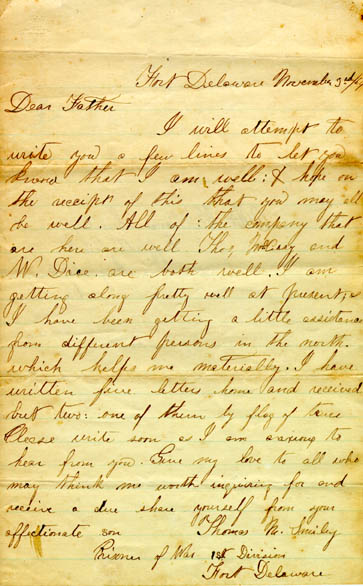 Fort Delaware November 3rd/64
Dear Father
I will attempt to
write you a few lines to let you
know that I am well: & hope on
the receipt of this that you may all
be well. All of: the company that
are here are well Thos, and
W. Dice. are both well. I am
getting along pretty well at present, as
I have been getting a little assistance
from different persons in the north.
which helps me materially. I have
written five letters home and received
but two: one of them by flag of truce
Please write soon as I am anxious to
hear from you. Give my love to all who
may think me worth inquiring for and
receive a due share yourself from your
affectionate son Thomas M. Smiley
Prisoner of War 1st Division
Fort Delaware